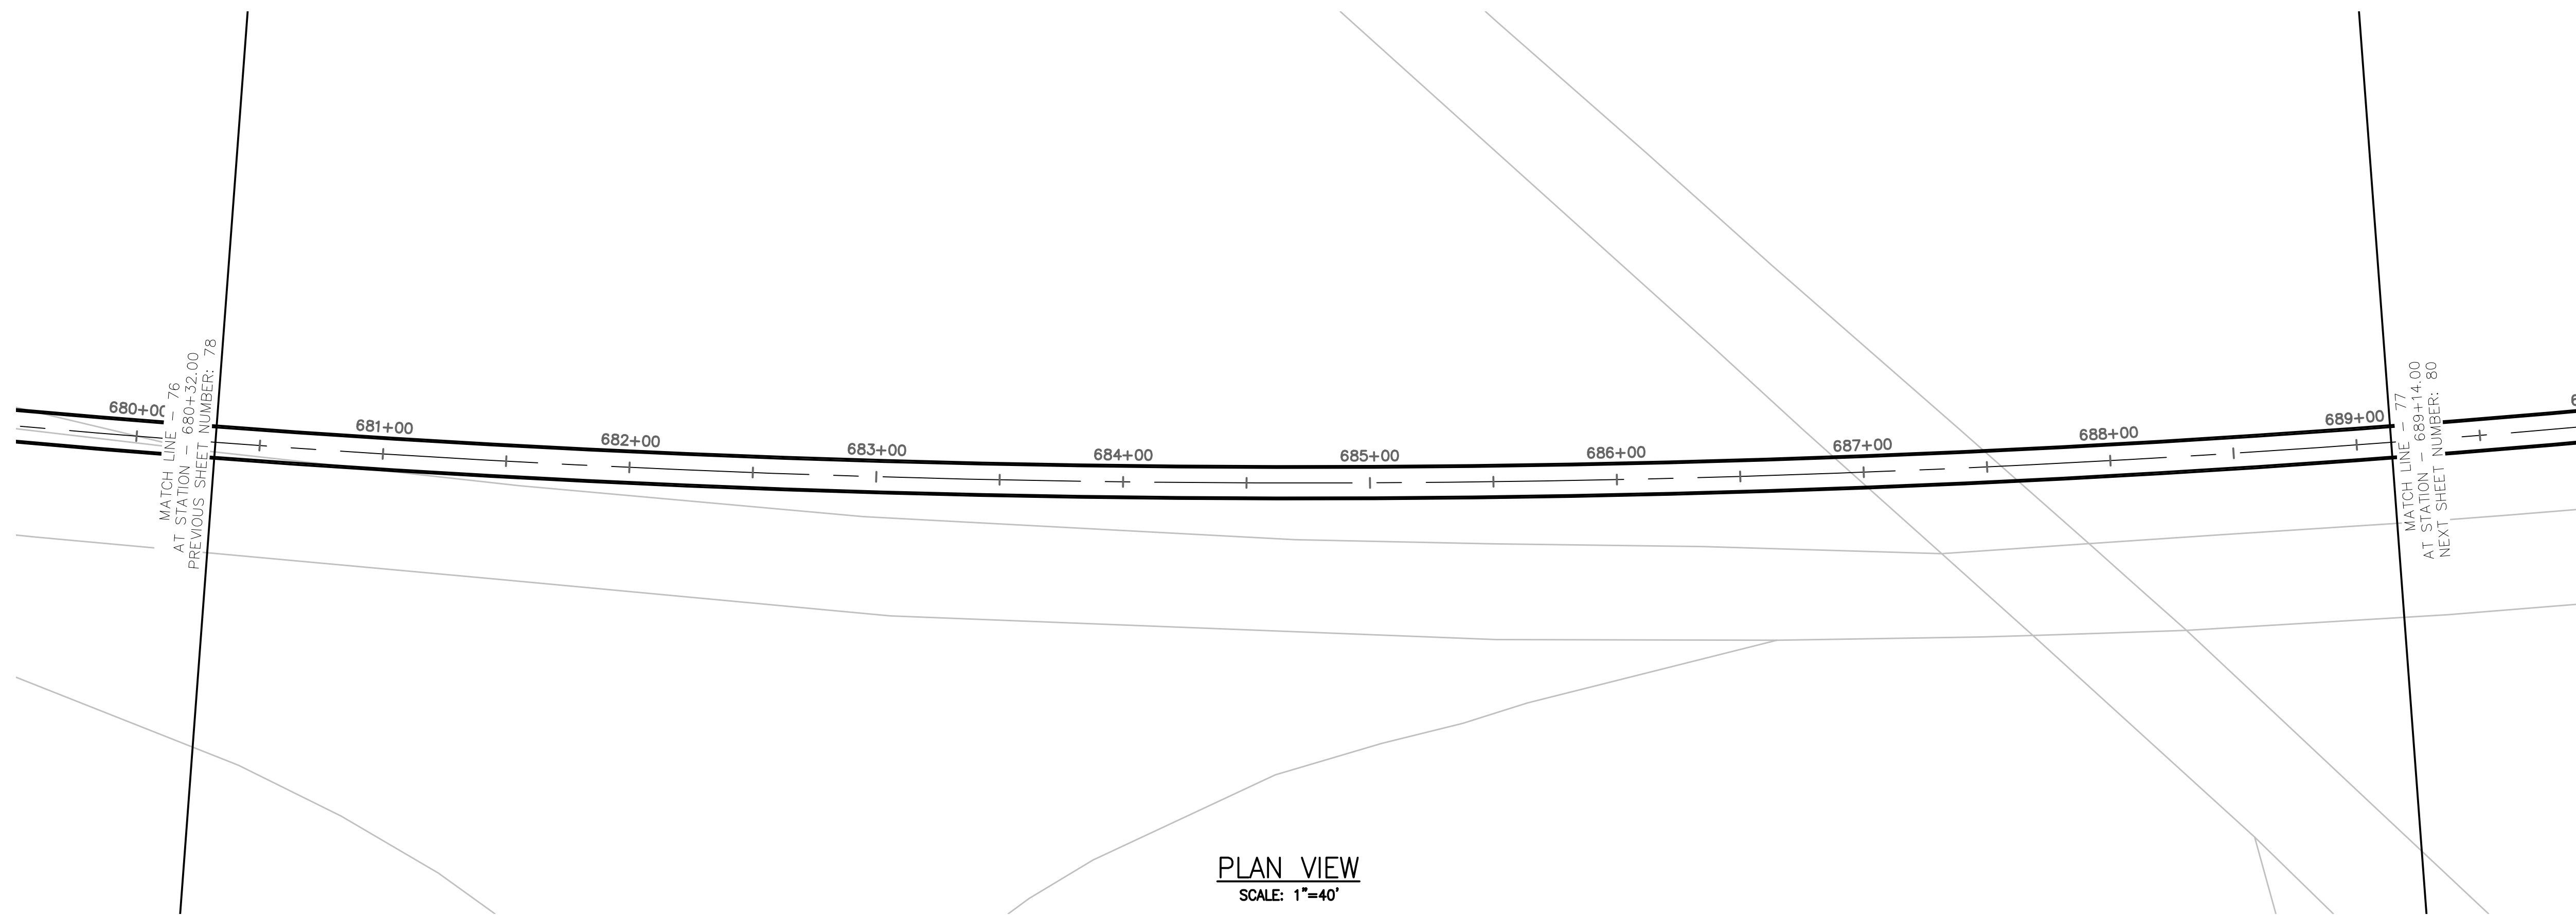 MATCH LINE - 76
AT STATION - 680+32.00
PREVIOUS SHEET NUMBER: 78
680+00
681+00
682+00
683+00
684+00
685+00
686+00
687+00
688+00
689+00
MATCH LINE - 77
AT STATION - 689+14.00
NEXT SHEET NUMBER: 80
PLAN VIEW
SCALE: 1"=40'